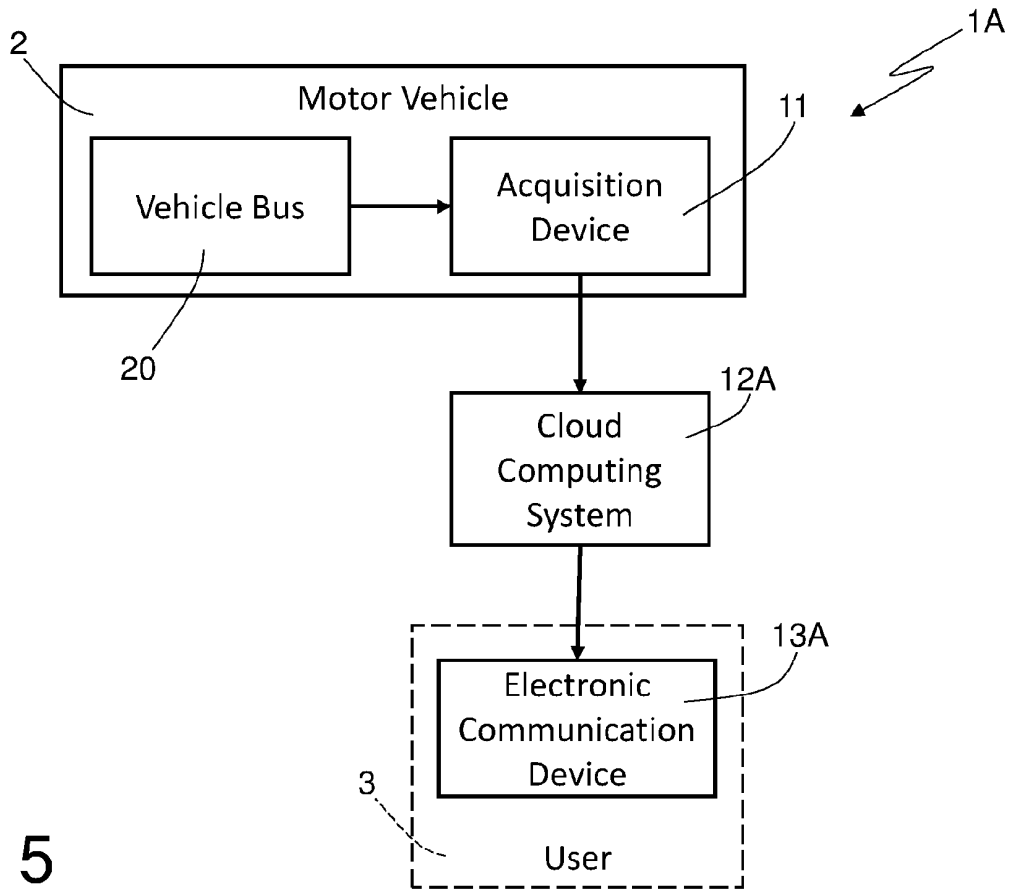 1A
2
Motor Vehicle
11
Vehicle Bus
Acquisition
Device
20
12A
Cloud
Computing
System
13A
Electronic
Communication
Device
3
User
5